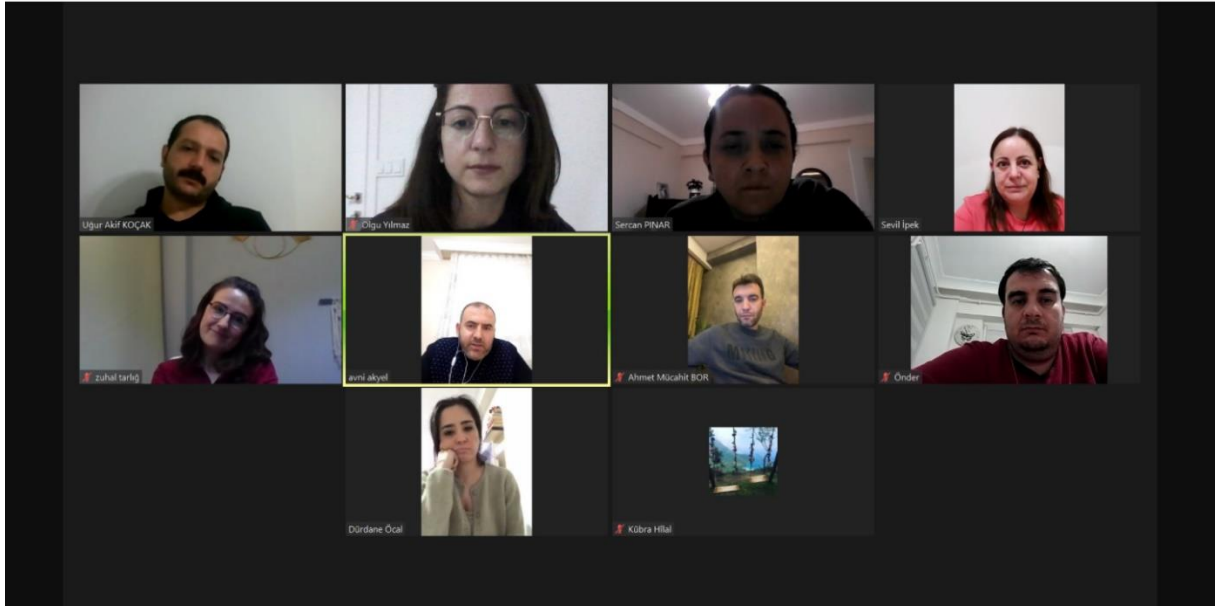 Uğur Akif KOÇAK
Olgu Yılmaz
Sercan PINAR
Sevil İpek
zuhal tarlığ
avni akyel
Ahmet Mücahit BOR
Önder
Dürdane Öcal
Kübra Hilal